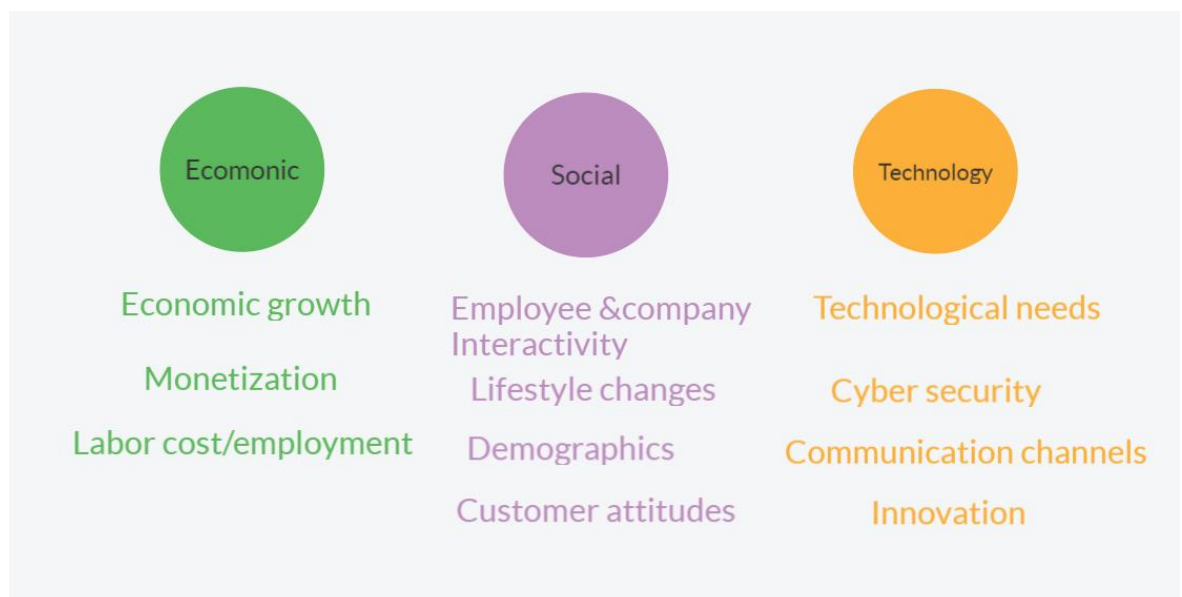 Ecomonic
Economic growth
Monetization
Labor cost/employment
Social
Employee &company
Interactivity
Lifestyle changes
Demographics
Customer attitudes
Technology
Technological needs
Cyber security
Communication channels
Innovation